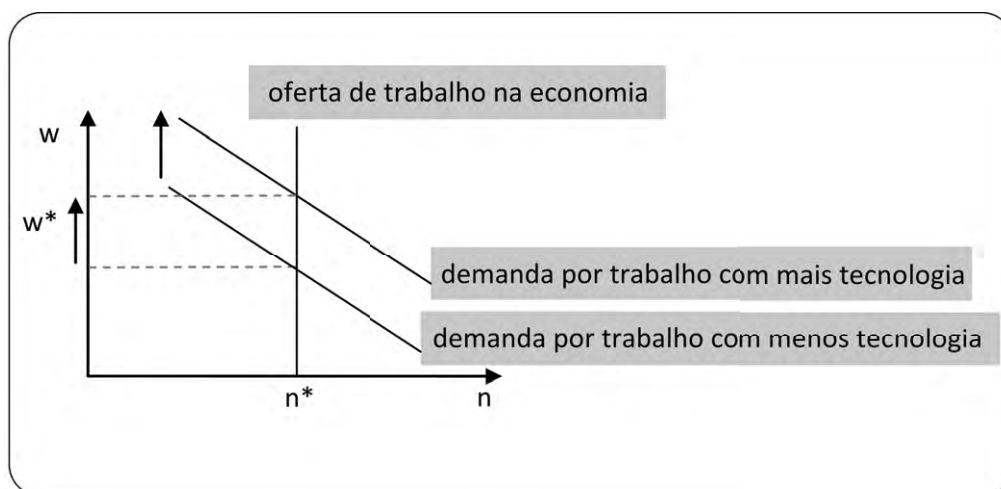 oferta de trabalho na economia
w
w*
demanda por trabalho com mais tecnologia
demanda por trabalho com menos tecnologia
n*
n